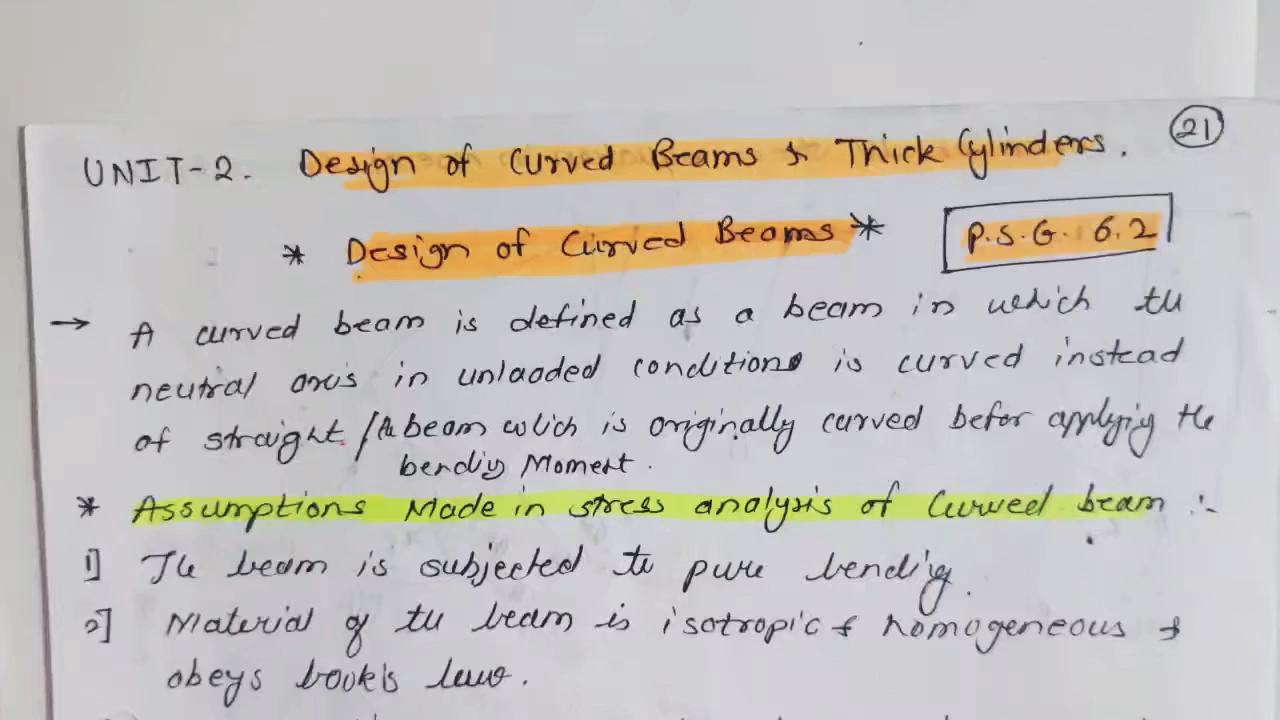 21
UNIT-2. Design of Curved Beams & Thick Cylinders.
* Design of Curved Beams * P.S.G. 6.2
→ A curved beam is defined as a beam in which the
neutral axis in unlaoded condition is curved instead
of straight. / A beam which is originally curved befor applying the
bending Moment.
* Assumptions Made in stress analysis of Curved beam :-
1] The beam is subjected to pure bending.
2] Material of the beam is isotropic & homogeneous &
obeys hook's law.